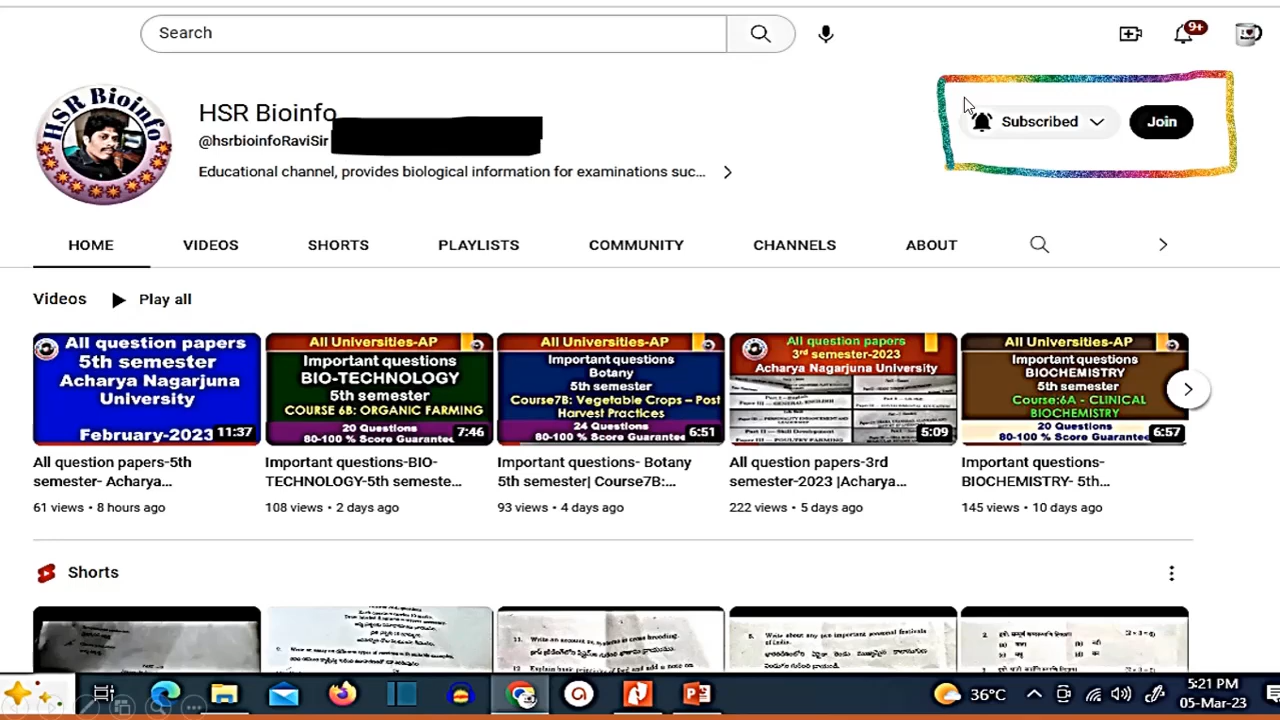 Search
9+
HSR Bioinfo
HSR Bioinfo
@hsrbioinfoRaviSir
Educational channel, provides biological information for examinations suc...
Subscribed
Join
HOME
VIDEOS
SHORTS
PLAYLISTS
COMMUNITY
CHANNELS
ABOUT
Videos
Play all
All question papers
5th semester
Acharya Nagarjuna
University
February-2023
11:37
All question papers-5th
semester- Acharya...
61 views • 8 hours ago
All Universities-AP
Important questions
BIO-TECHNOLOGY
5th semester
COURSE 6B: ORGANIC FARMING
20 Questions
80-100 % Score Guarantee
7:46
Important questions-BIO-
TECHNOLOGY-5th semeste...
108 views • 2 days ago
All Universities-AP
Important questions
Botany
5th semester
Course7B: Vegetable Crops – Post
Harvest Practices
24 Questions
80-100 % Score Guarantee
6:51
Important questions- Botany
5th semester| Course7B:...
93 views • 4 days ago
All question papers
3rd semester-2023
Acharya Nagarjuna University
5:09
All question papers-3rd
semester-2023 |Acharya...
222 views • 5 days ago
All Universities-AP
Important questions
BIOCHEMISTRY
5th semester
Course:6A - CLINICAL
BIOCHEMISTRY
20 Questions
80-100 % Score Guarantee
6:57
Important questions-
BIOCHEMISTRY- 5th...
145 views • 10 days ago
Shorts
36°C
5:21 PM
05-Mar-23